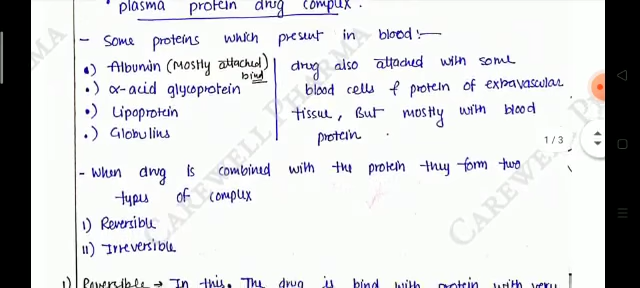 plasma protein drug complex.
- Some proteins which present in blood:-
•) Albumin (Mostly attached)
bind
•) α-acid glycoprotein
•) Lipoprotein
•) Globulins
drug also attached with some
blood cells & protein of extravascular
tissue, But mostly with blood
protein.
1/3
- When drug is combined with the protein they form two
types of complex
i) Reversible
ii) Irreversible
i) Reversible → In this, The drug is bind with protein with very
CAREWELL PHARMA